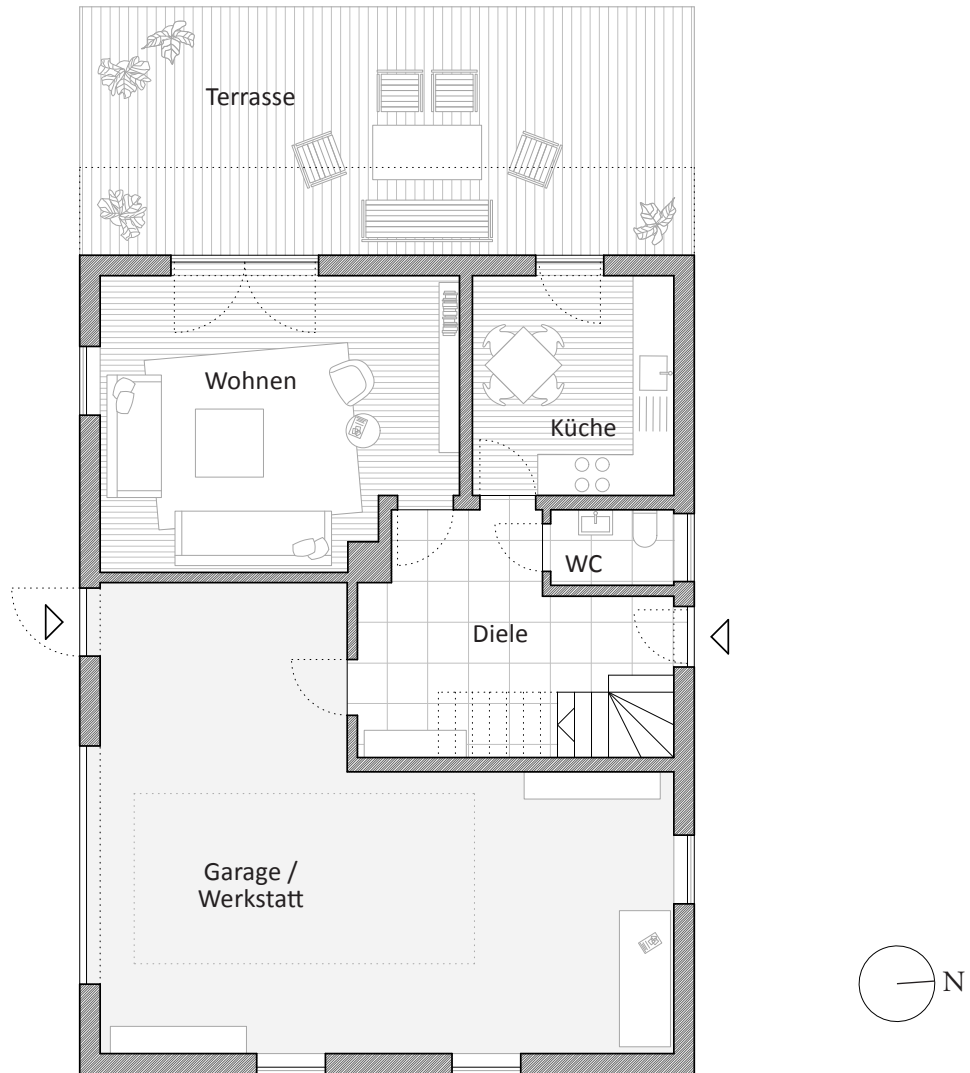 Terrasse
Wohnen
Küche
WC
Diele
Garage /
Werkstatt
N